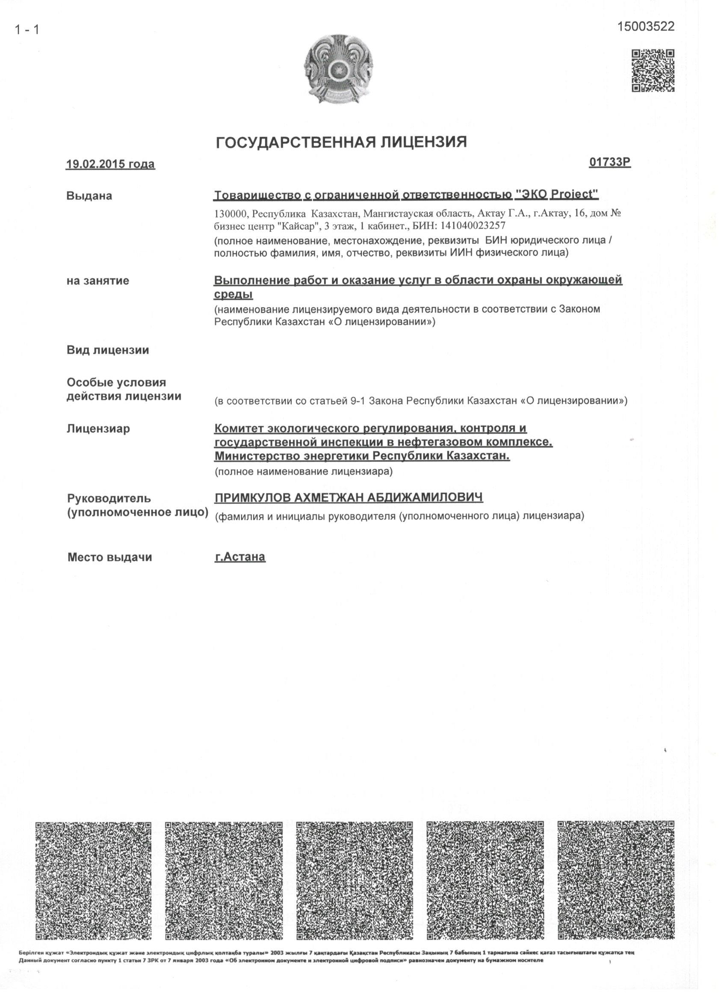 1 - 1
15003522
ГОСУДАРСТВЕННАЯ ЛИЦЕНЗИЯ
19.02.2015 года
01733Р
Выдана
Товарищество с ограниченной ответственностью "ЭКО Project"
130000, Республика Казахстан, Мангистауская область, Актау Г.А., г.Актау, 16, дом №
бизнес центр "Кайсар", 3 этаж, 1 кабинет., БИН: 141040023257
(полное наименование, местонахождение, реквизиты БИН юридического лица /
полностью фамилия, имя, отчество, реквизиты ИИН физического лица)
на занятие
Выполнение работ и оказание услуг в области охраны окружающей
среды
(наименование лицензируемого вида деятельности в соответствии с Законом
Республики Казахстан «О лицензировании»)
Вид лицензии
Особые условия
действия лицензии
(в соответствии со статьей 9-1 Закона Республики Казахстан «О лицензировании»)
Лицензиар
Комитет экологического регулирования, контроля и
государственной инспекции в нефтегазовом комплексе.
Министерство энергетики Республики Казахстан.
(полное наименование лицензиара)
Руководитель
(уполномоченное лицо)
ПРИМКУЛОВ АХМЕТЖАН АБДИЖАМИЛОВИЧ
(фамилия и инициалы руководителя (уполномоченного лица) лицензиара)
Место выдачи
г.Астана
Берілген құжат «Электрондық құжат және электрондық цифрлық қолтаңба туралы» 2003 жылғы 7 қаңтардағы Қазақстан Республикасы Заңының 7 бабының 1 тармағына сәйкес қағаз тасығыштағы құжатқа тең
Данный документ согласно пункту 1 статьи 7 ЗРК от 7 января 2003 года «Об электронном документе и электронной цифровой подписи» равнозначен документу на бумажном носителе